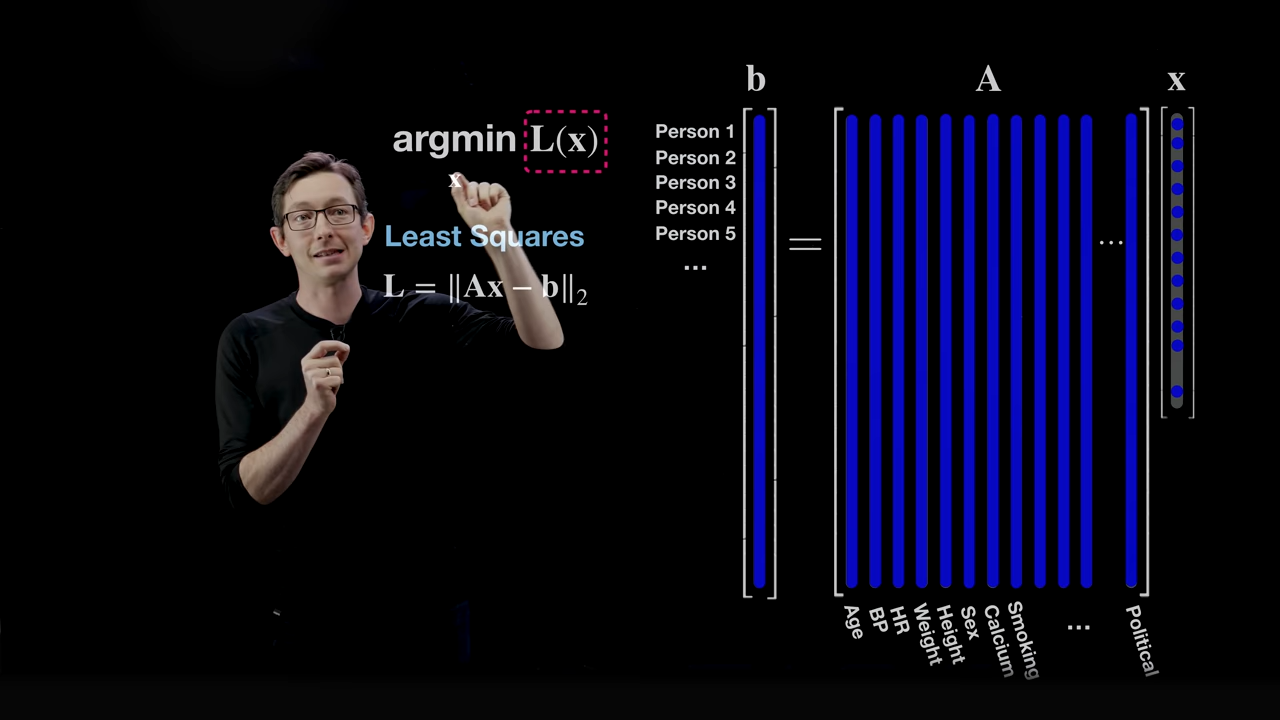 argmin L(x)
x
Least Squares
L = ‖Ax − b‖₂
b
A
x
Person 1
Person 2
Person 3
Person 4
Person 5
...
=
...
Age
BP
HR
Weight
Height
Sex
Calcium
Smoking
...
Political